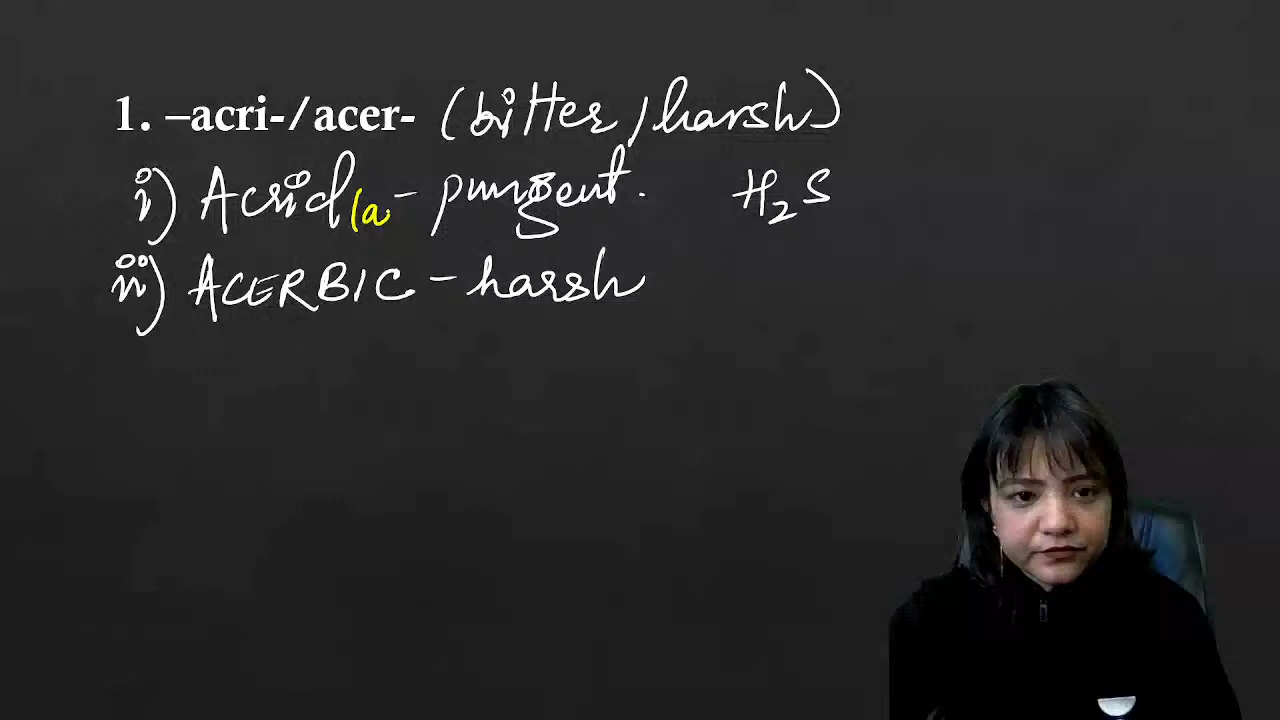 1. –acri-/acer- (bitter/harsh)
i) Acrid/a - pungent. H₂S
ii) ACERBIC - harsh